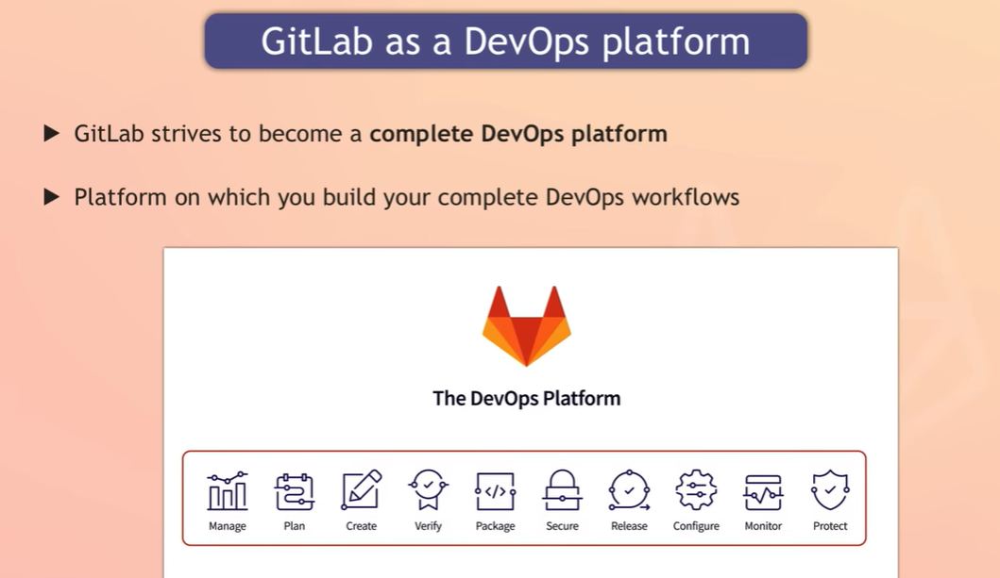 GitLab as a DevOps platform
GitLab strives to become a complete DevOps platform
Platform on which you build your complete DevOps workflows
The DevOps Platform
</>
Manage Plan Create Verify Package Secure Release Configure Monitor Protect